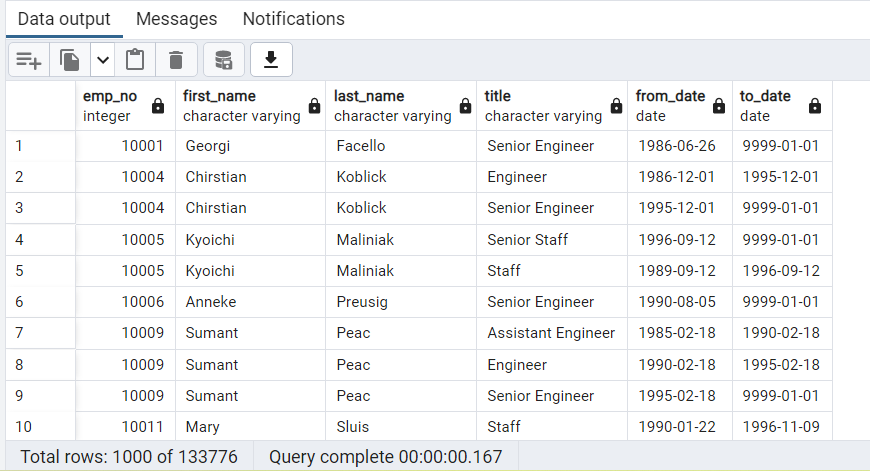 Data output Messages Notifications
emp_no first_name last_name title from_date to_date
integer character varying character varying character varying date date
1 10001 Georgi Facello Senior Engineer 1986-06-26 9999-01-01
2 10004 Chirstian Koblick Engineer 1986-12-01 1995-12-01
3 10004 Chirstian Koblick Senior Engineer 1995-12-01 9999-01-01
4 10005 Kyoichi Maliniak Senior Staff 1996-09-12 9999-01-01
5 10005 Kyoichi Maliniak Staff 1989-09-12 1996-09-12
6 10006 Anneke Preusig Senior Engineer 1990-08-05 9999-01-01
7 10009 Sumant Peac Assistant Engineer 1985-02-18 1990-02-18
8 10009 Sumant Peac Engineer 1990-02-18 1995-02-18
9 10009 Sumant Peac Senior Engineer 1995-02-18 9999-01-01
10 10011 Mary Sluis Staff 1990-01-22 1996-11-09
Total rows: 1000 of 133776 Query complete 00:00:00.167